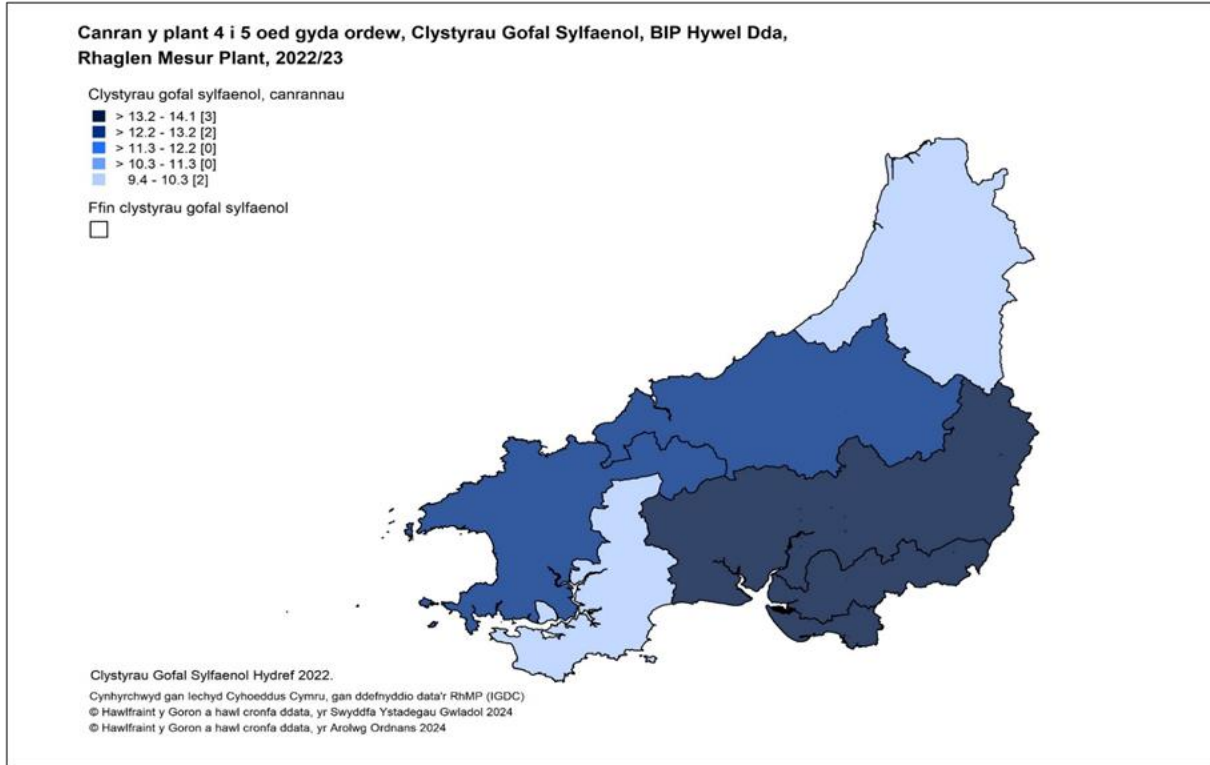 Canran y plant 4 i 5 oed gyda ordew, Clystyrau Gofal Sylfaenol, BIP Hywel Dda,
Rhaglen Mesur Plant, 2022/23
Clystyrau gofal sylfaenol, canrannau
> 13.2 - 14.1 [3]
> 12.2 - 13.2 [2]
> 11.3 - 12.2 [0]
> 10.3 - 11.3 [0]
9.4 - 10.3 [2]
Ffin clystyrau gofal sylfaenol
Clystyrau Gofal Sylfaenol Hydref 2022.
Cynhyrchwyd gan Iechyd Cyhoeddus Cymru, gan ddefnyddio data'r RhMP (IGDC)
© Hawlfraint y Goron a hawl cronfa ddata, yr Swyddfa Ystadegau Gwladol 2024
© Hawlfraint y Goron a hawl cronfa ddata, yr Arolwg Ordnans 2024